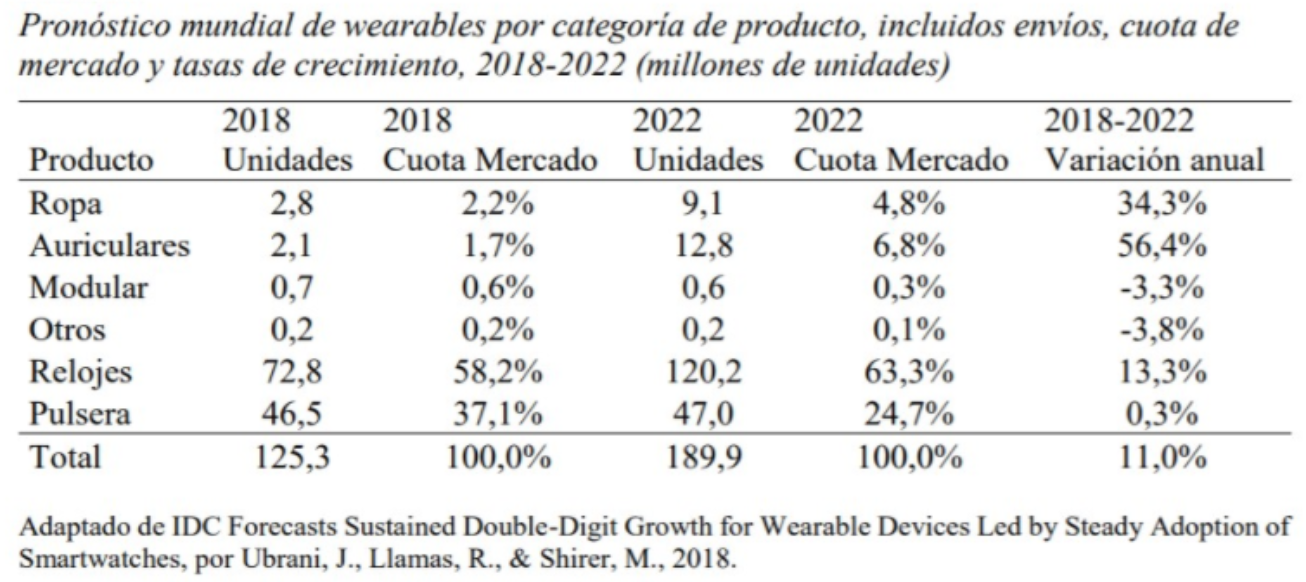 Pronóstico mundial de wearables por categoría de producto, incluidos envíos, cuota de
mercado y tasas de crecimiento, 2018-2022 (millones de unidades)
2018 2018 2022 2022 2018-2022
Producto Unidades Cuota Mercado Unidades Cuota Mercado Variación anual
Ropa 2,8 2,2% 9,1 4,8% 34,3%
Auriculares 2,1 1,7% 12,8 6,8% 56,4%
Modular 0,7 0,6% 0,6 0,3% -3,3%
Otros 0,2 0,2% 0,2 0,1% -3,8%
Relojes 72,8 58,2% 120,2 63,3% 13,3%
Pulsera 46,5 37,1% 47,0 24,7% 0,3%
Total 125,3 100,0% 189,9 100,0% 11,0%
Adaptado de IDC Forecasts Sustained Double-Digit Growth for Wearable Devices Led by Steady Adoption of
Smartwatches, por Ubrani, J., Llamas, R., & Shirer, M., 2018.